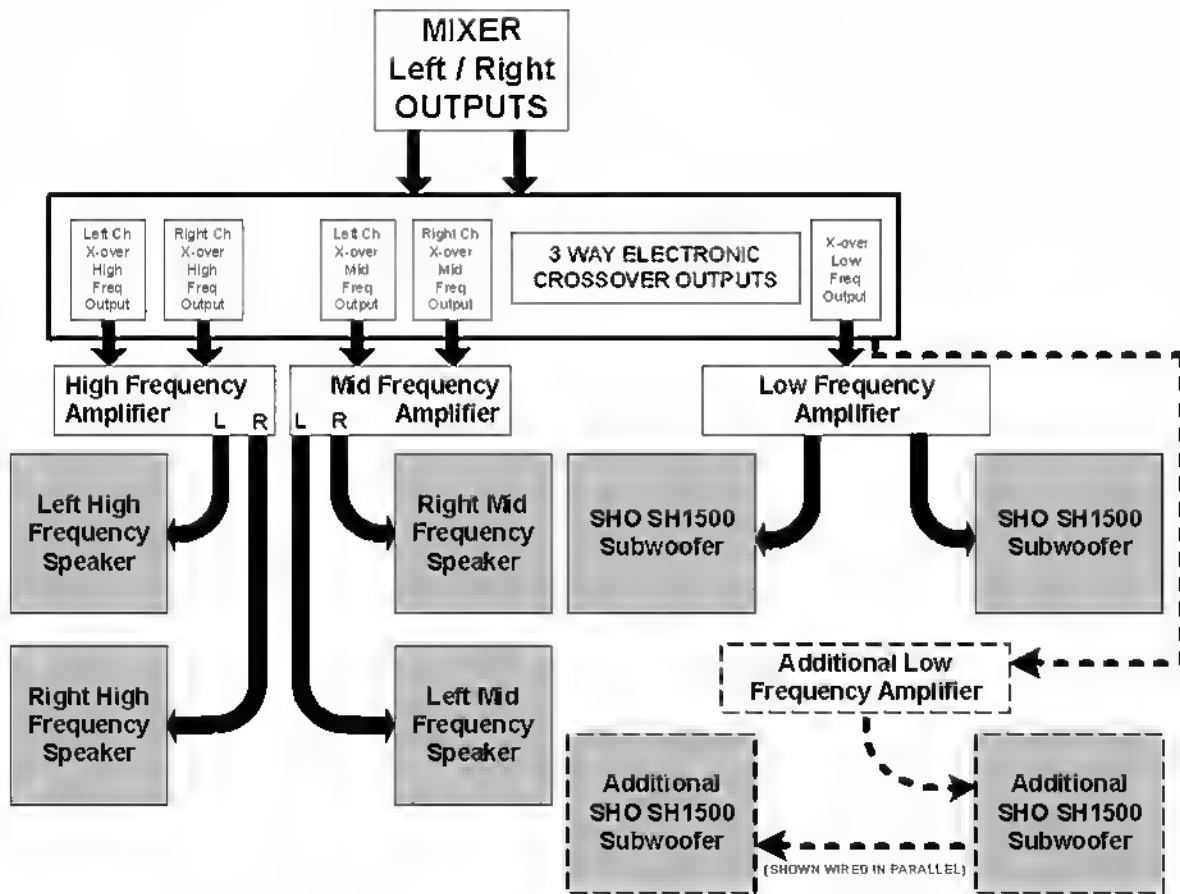 MIXER
Left / Right
OUTPUTS
Left Ch
X-over
High
Freq
Output
Right Ch
X-over
High
Freq
Output
Left Ch
X-over
Mid
Freq
Output
Right Ch
X-over
Mid
Freq
Output
3 WAY ELECTRONIC
CROSSOVER OUTPUTS
X-over
Low
Freq
Output
High Frequency
Amplifier
L R
Mid Frequency
Amplifier
L R
Low Frequency
Amplifier
Left High
Frequency
Speaker
Right Mid
Frequency
Speaker
SHO SH1500
Subwoofer
SHO SH1500
Subwoofer
Right High
Frequency
Speaker
Left Mid
Frequency
Speaker
Additional Low
Frequency Amplifier
Additional
SHO SH1500
Subwoofer
Additional
SHO SH1500
Subwoofer
(SHOWN WIRED IN PARALLEL)